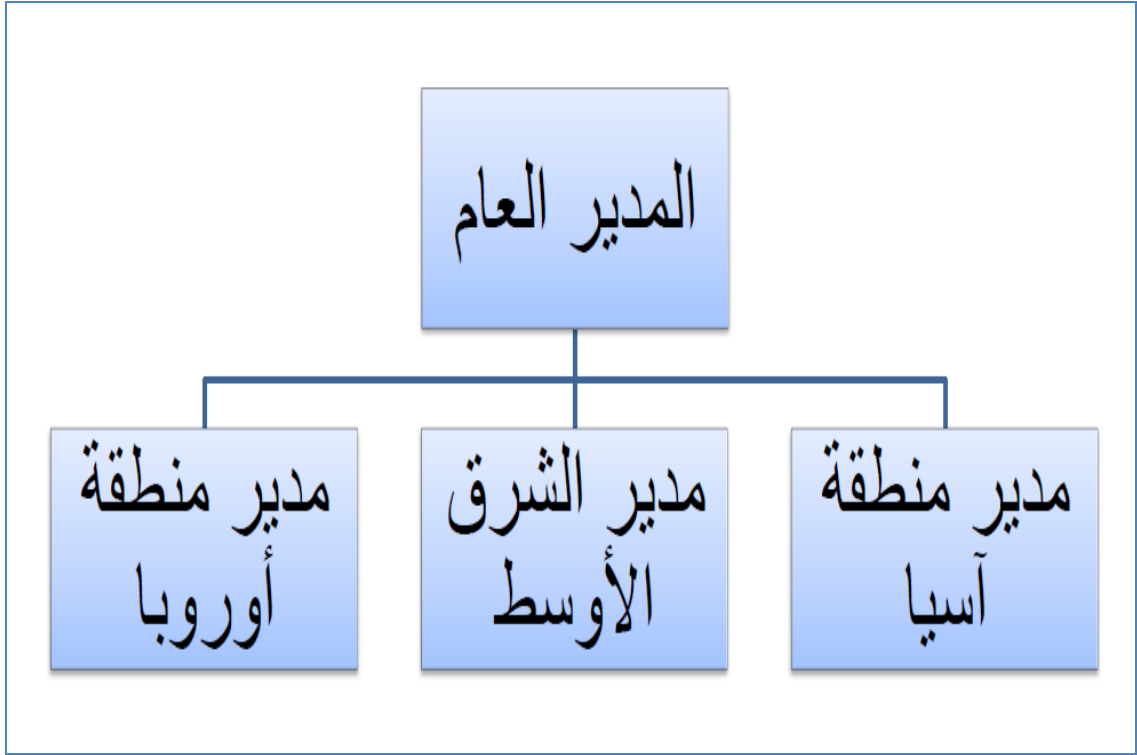 المدير العام
مدير منطقة
آسيا
مدير الشرق
الأوسط
مدير منطقة
أوروبا